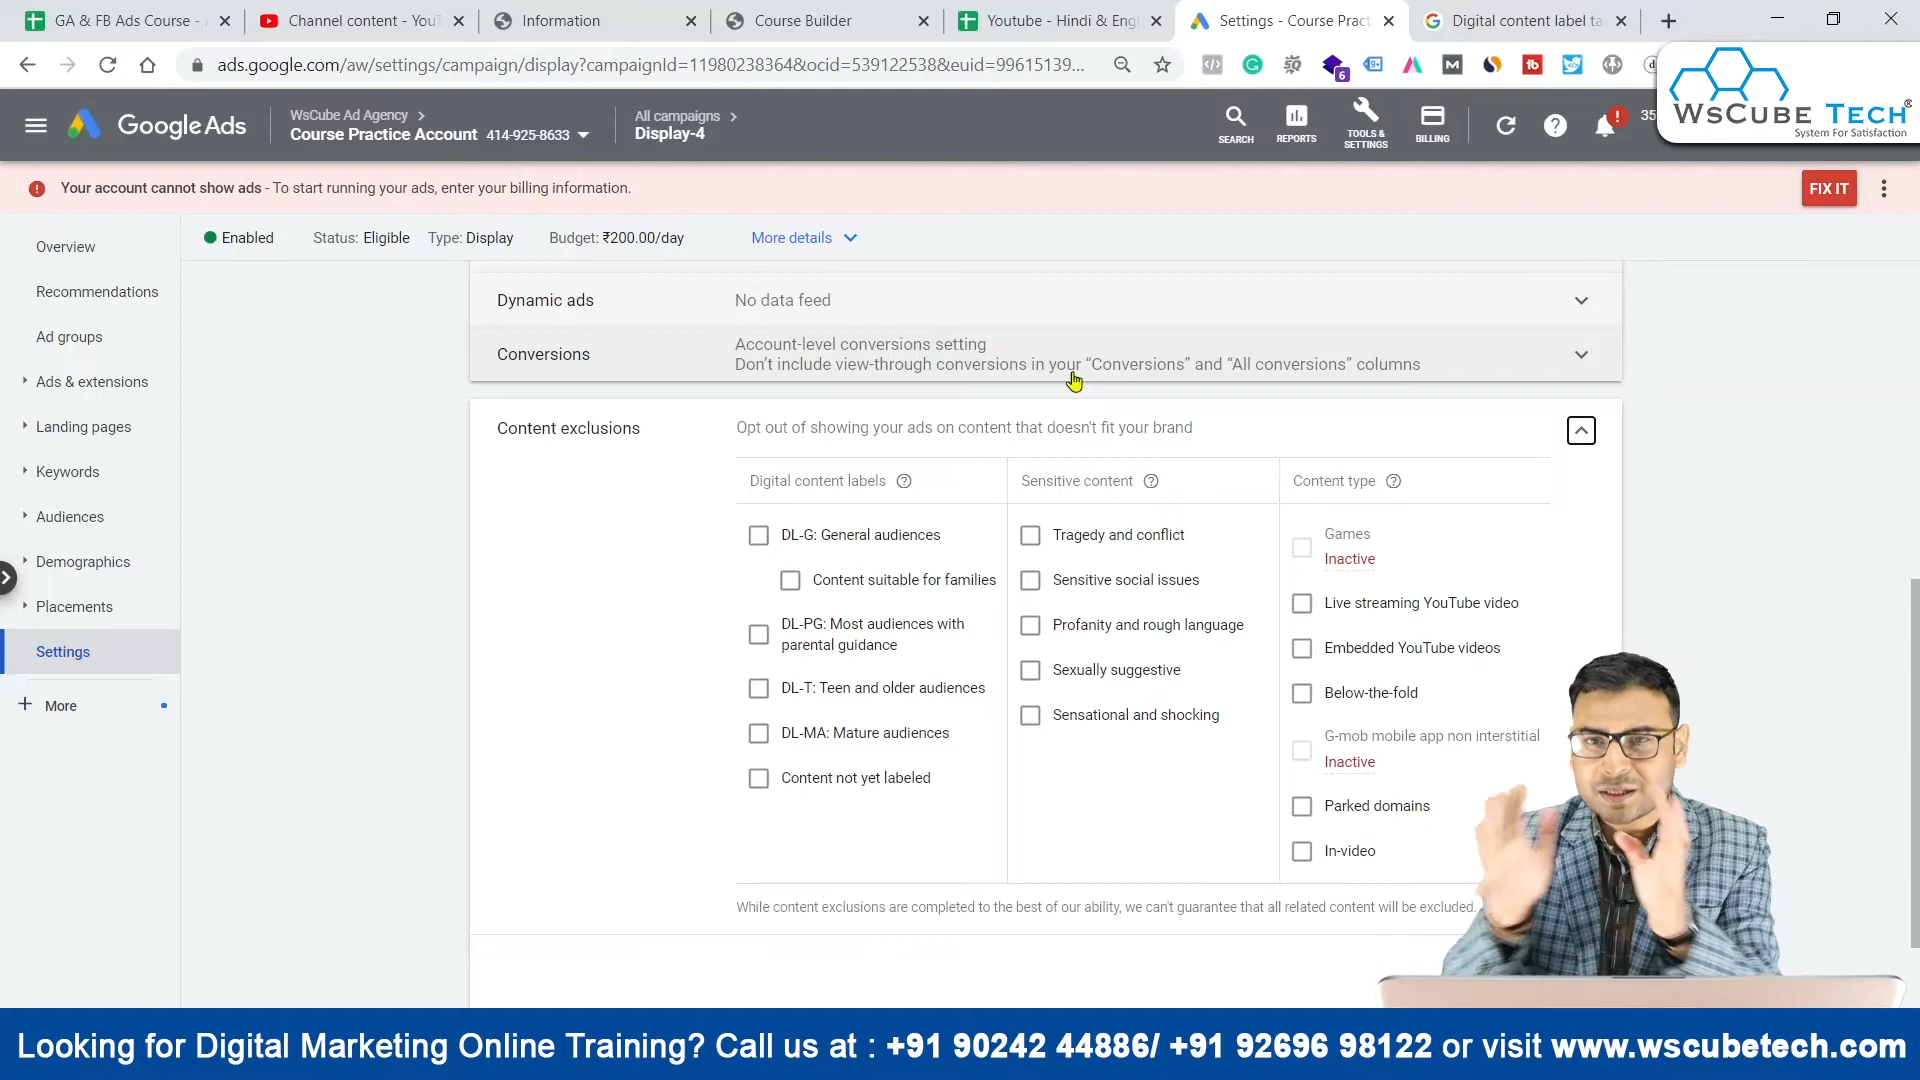 GA & FB Ads Course -
Channel content - YouT
Information
Course Builder
Youtube - Hindi & Engl
Settings - Course Pract
Digital content label ta
ads.google.com/aw/settings/campaign/display?campaignId=11980238364&ocid=539122538&euid=99615139...
6
WsCube Tech
®
System For Satisfaction
Google Ads
WsCube Ad Agency
Course Practice Account 414-925-8633
All campaigns
Display-4
SEARCH
REPORTS
TOOLS &
SETTINGS
BILLING
!
35
Your account cannot show ads - To start running your ads, enter your billing information.
FIX IT
Overview
Recommendations
Ad groups
Ads & extensions
Landing pages
Keywords
Audiences
Demographics
Placements
Settings
+ More
Enabled
Status: Eligible
Type: Display
Budget: ₹200.00/day
More details
Dynamic ads
No data feed
Conversions
Account-level conversions setting
Don't include view-through conversions in your “Conversions” and “All conversions” columns
Content exclusions
Opt out of showing your ads on content that doesn't fit your brand
Digital content labels
DL-G: General audiences
Content suitable for families
DL-PG: Most audiences with
parental guidance
DL-T: Teen and older audiences
DL-MA: Mature audiences
Content not yet labeled
Sensitive content
Tragedy and conflict
Sensitive social issues
Profanity and rough language
Sexually suggestive
Sensational and shocking
Content type
Games
Inactive
Live streaming YouTube video
Embedded YouTube videos
Below-the-fold
G-mob mobile app non interstitial
Inactive
Parked domains
In-video
While content exclusions are completed to the best of our ability, we can't guarantee that all related content will be excluded.
Looking for Digital Marketing Online Training? Call us at : +91 90242 44886/ +91 92696 98122 or visit www.wscubetech.com